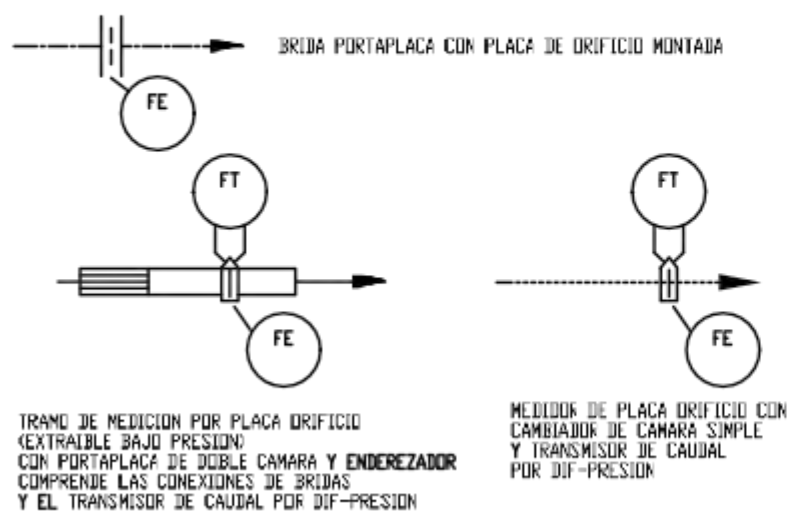 BRIDA PORTAPLACA CON PLACA DE ORIFICIO MONTADA
FE
FT
FT
FE
FE
TRAMO DE MEDICION POR PLACA ORIFICIO
(EXTRAIBLE BAJO PRESION)
CON PORTAPLACA DE DOBLE CAMARA Y ENDEREZADOR
COMPRENDE LAS CONEXIONES DE BRIDAS
Y EL TRANSMISOR DE CAUDAL POR DIF-PRESION
MEDIDOR DE PLACA ORIFICIO CON
CAMBIADOR DE CAMARA SIMPLE
Y TRANSMISOR DE CAUDAL
POR DIF-PRESION